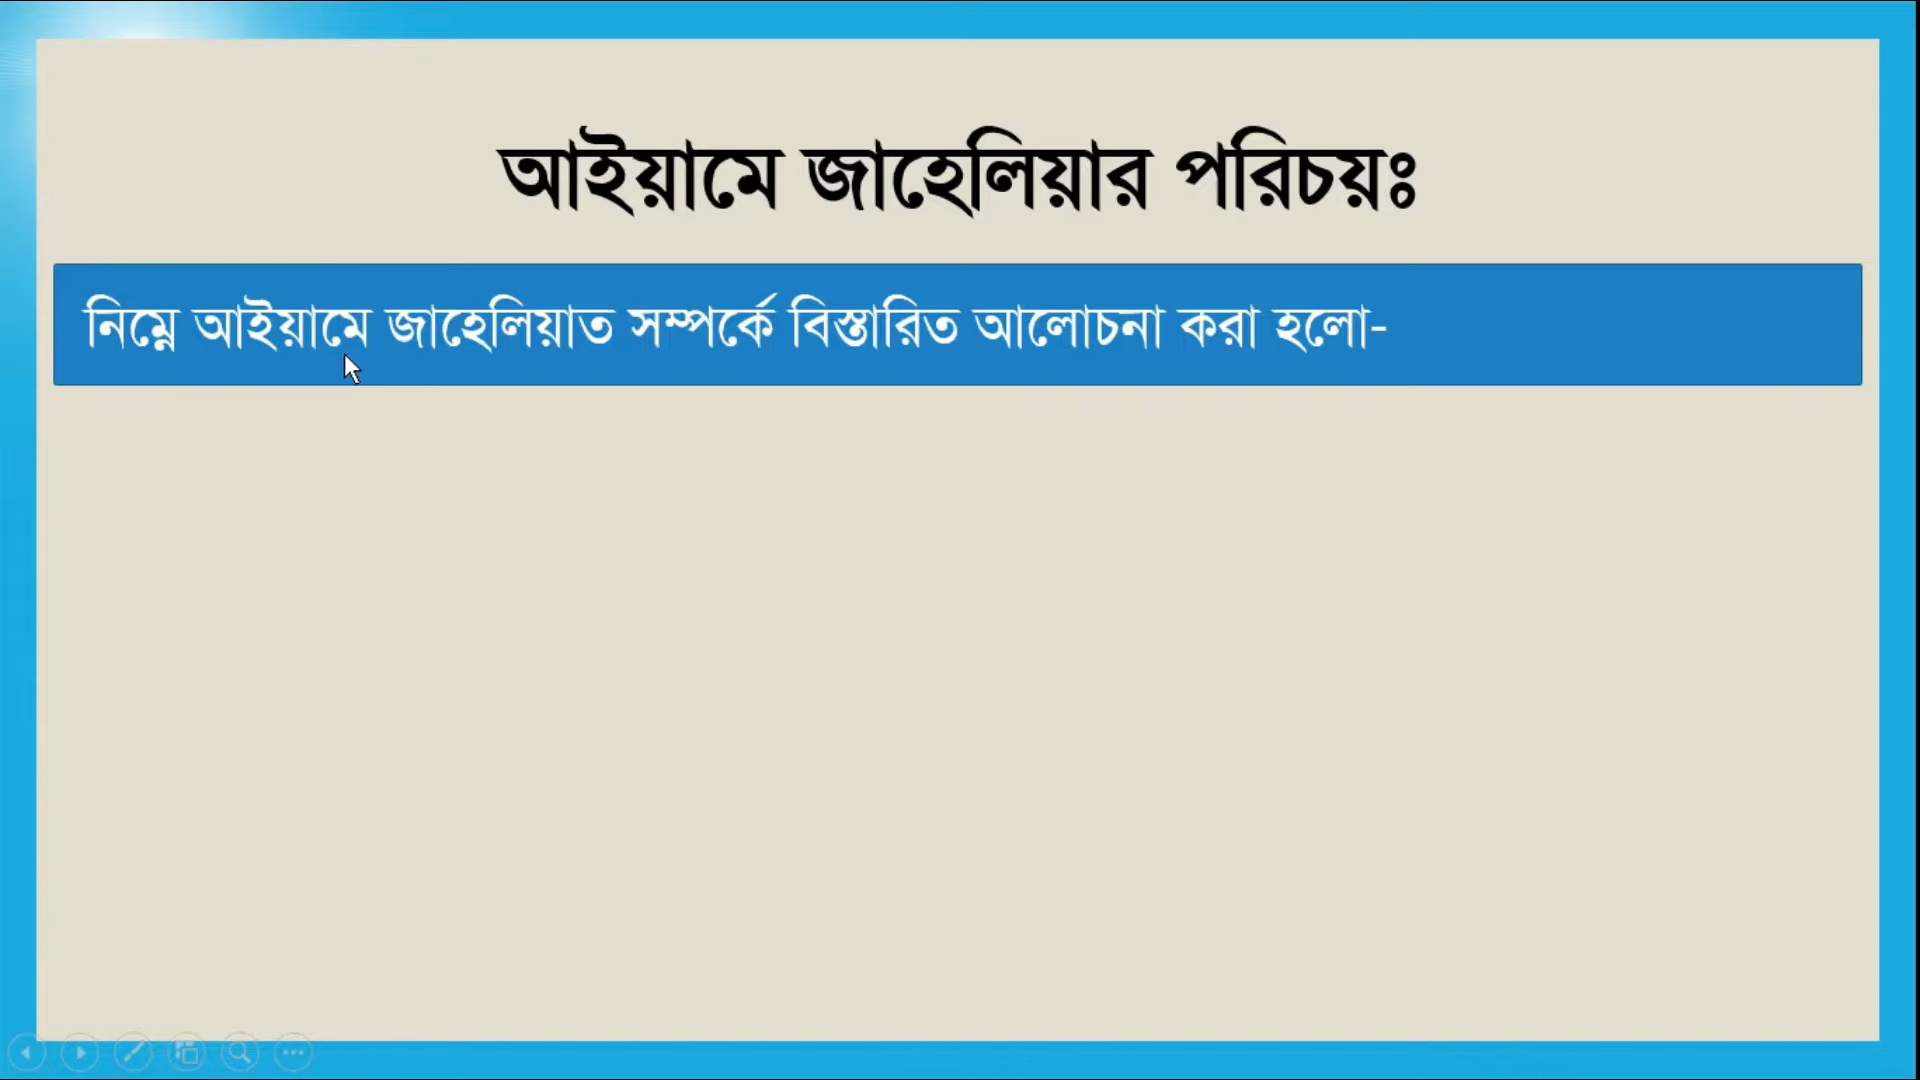 আইয়ামে জাহেলিয়ার পরিচয়ঃ
নিম্নে আইয়ামে জাহেলিয়াত সম্পর্কে বিস্তারিত আলোচনা করা হলো-